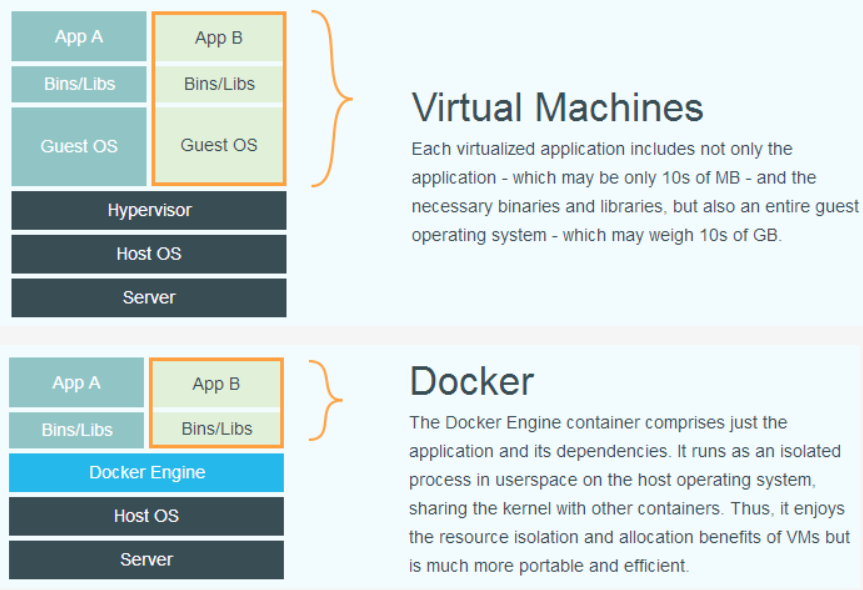 App A App B
Bins/Libs Bins/Libs
Guest OS Guest OS
Hypervisor
Host OS
Server
Virtual Machines
Each virtualized application includes not only the
application - which may be only 10s of MB - and the
necessary binaries and libraries, but also an entire guest
operating system - which may weigh 10s of GB.
App A App B
Bins/Libs Bins/Libs
Docker Engine
Host OS
Server
Docker
The Docker Engine container comprises just the
application and its dependencies. It runs as an isolated
process in userspace on the host operating system,
sharing the kernel with other containers. Thus, it enjoys
the resource isolation and allocation benefits of VMs but
is much more portable and efficient.